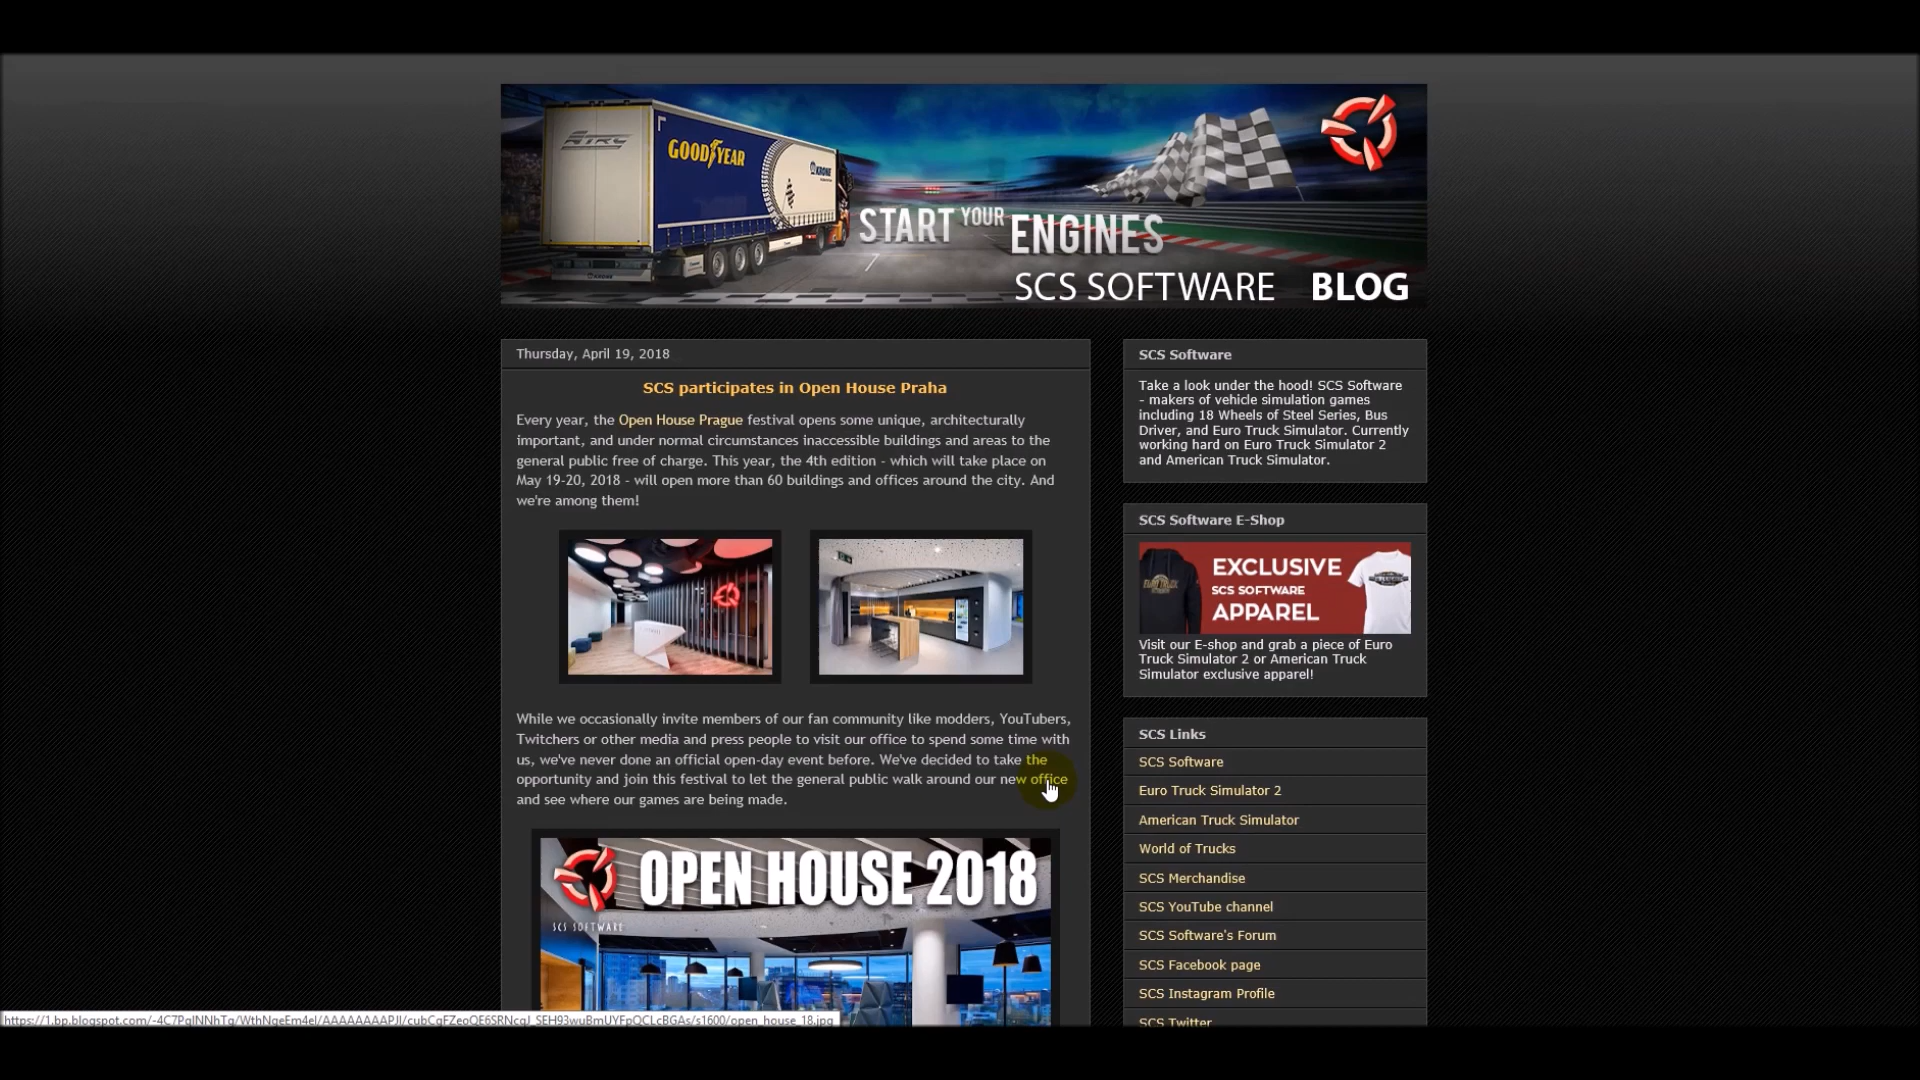 ETRC
GOODYEAR
KRONE
START YOUR ENGINES
SCS SOFTWARE BLOG
Thursday, April 19, 2018
SCS participates in Open House Praha
Every year, the Open House Prague festival opens some unique, architecturally
important, and under normal circumstances inaccessible buildings and areas to the
general public free of charge. This year, the 4th edition - which will take place on
May 19-20, 2018 - will open more than 60 buildings and offices around the city. And
we're among them!
While we occasionally invite members of our fan community like modders, YouTubers,
Twitchers or other media and press people to visit our office to spend some time with
us, we've never done an official open-day event before. We've decided to take the
opportunity and join this festival to let the general public walk around our new office
and see where our games are being made.
OPEN HOUSE 2018
SCS SOFTWARE
SCS Software
Take a look under the hood! SCS Software
- makers of vehicle simulation games
including 18 Wheels of Steel Series, Bus
Driver, and Euro Truck Simulator. Currently
working hard on Euro Truck Simulator 2
and American Truck Simulator.
SCS Software E-Shop
EXCLUSIVE
SCS SOFTWARE
APPAREL
Visit our E-shop and grab a piece of Euro
Truck Simulator 2 or American Truck
Simulator exclusive apparel!
SCS Links
SCS Software
Euro Truck Simulator 2
American Truck Simulator
World of Trucks
SCS Merchandise
SCS YouTube channel
SCS Software's Forum
SCS Facebook page
SCS Instagram Profile
SCS Twitter